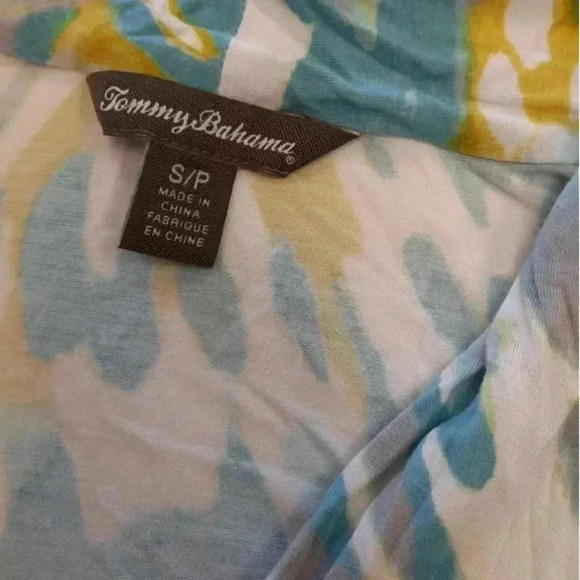 Tommy Bahama®
S/P
MADE IN
CHINA
FABRIQUE
EN CHINE